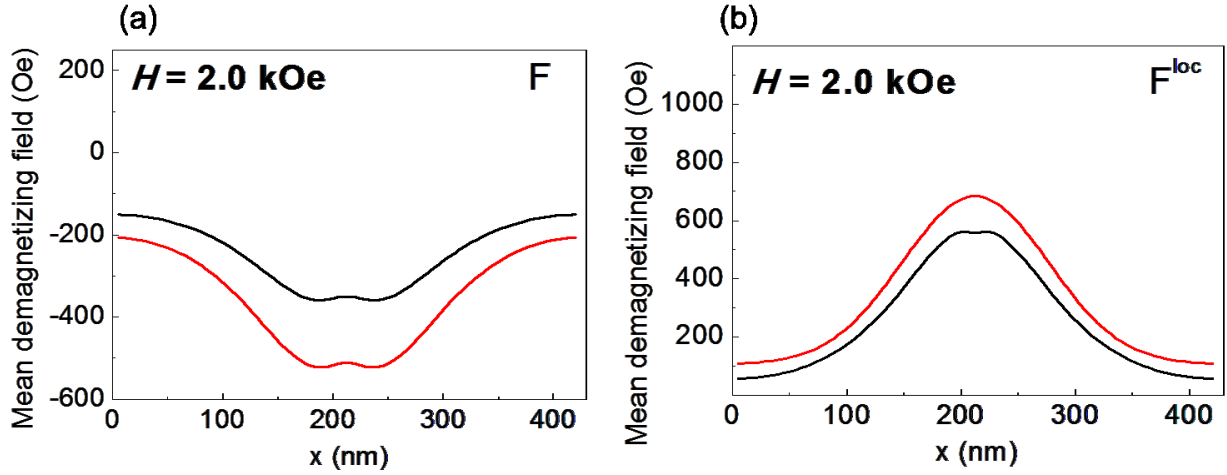 (a)
Mean demagnetizing field (Oe)
200
0
-200
-400
-600
H = 2.0 kOe
F
0
100
200
300
400
x (nm)
(b)
Mean demagnetizing field (Oe)
1000
800
600
400
200
H = 2.0 kOe
F^loc
0
100
200
300
400
x (nm)